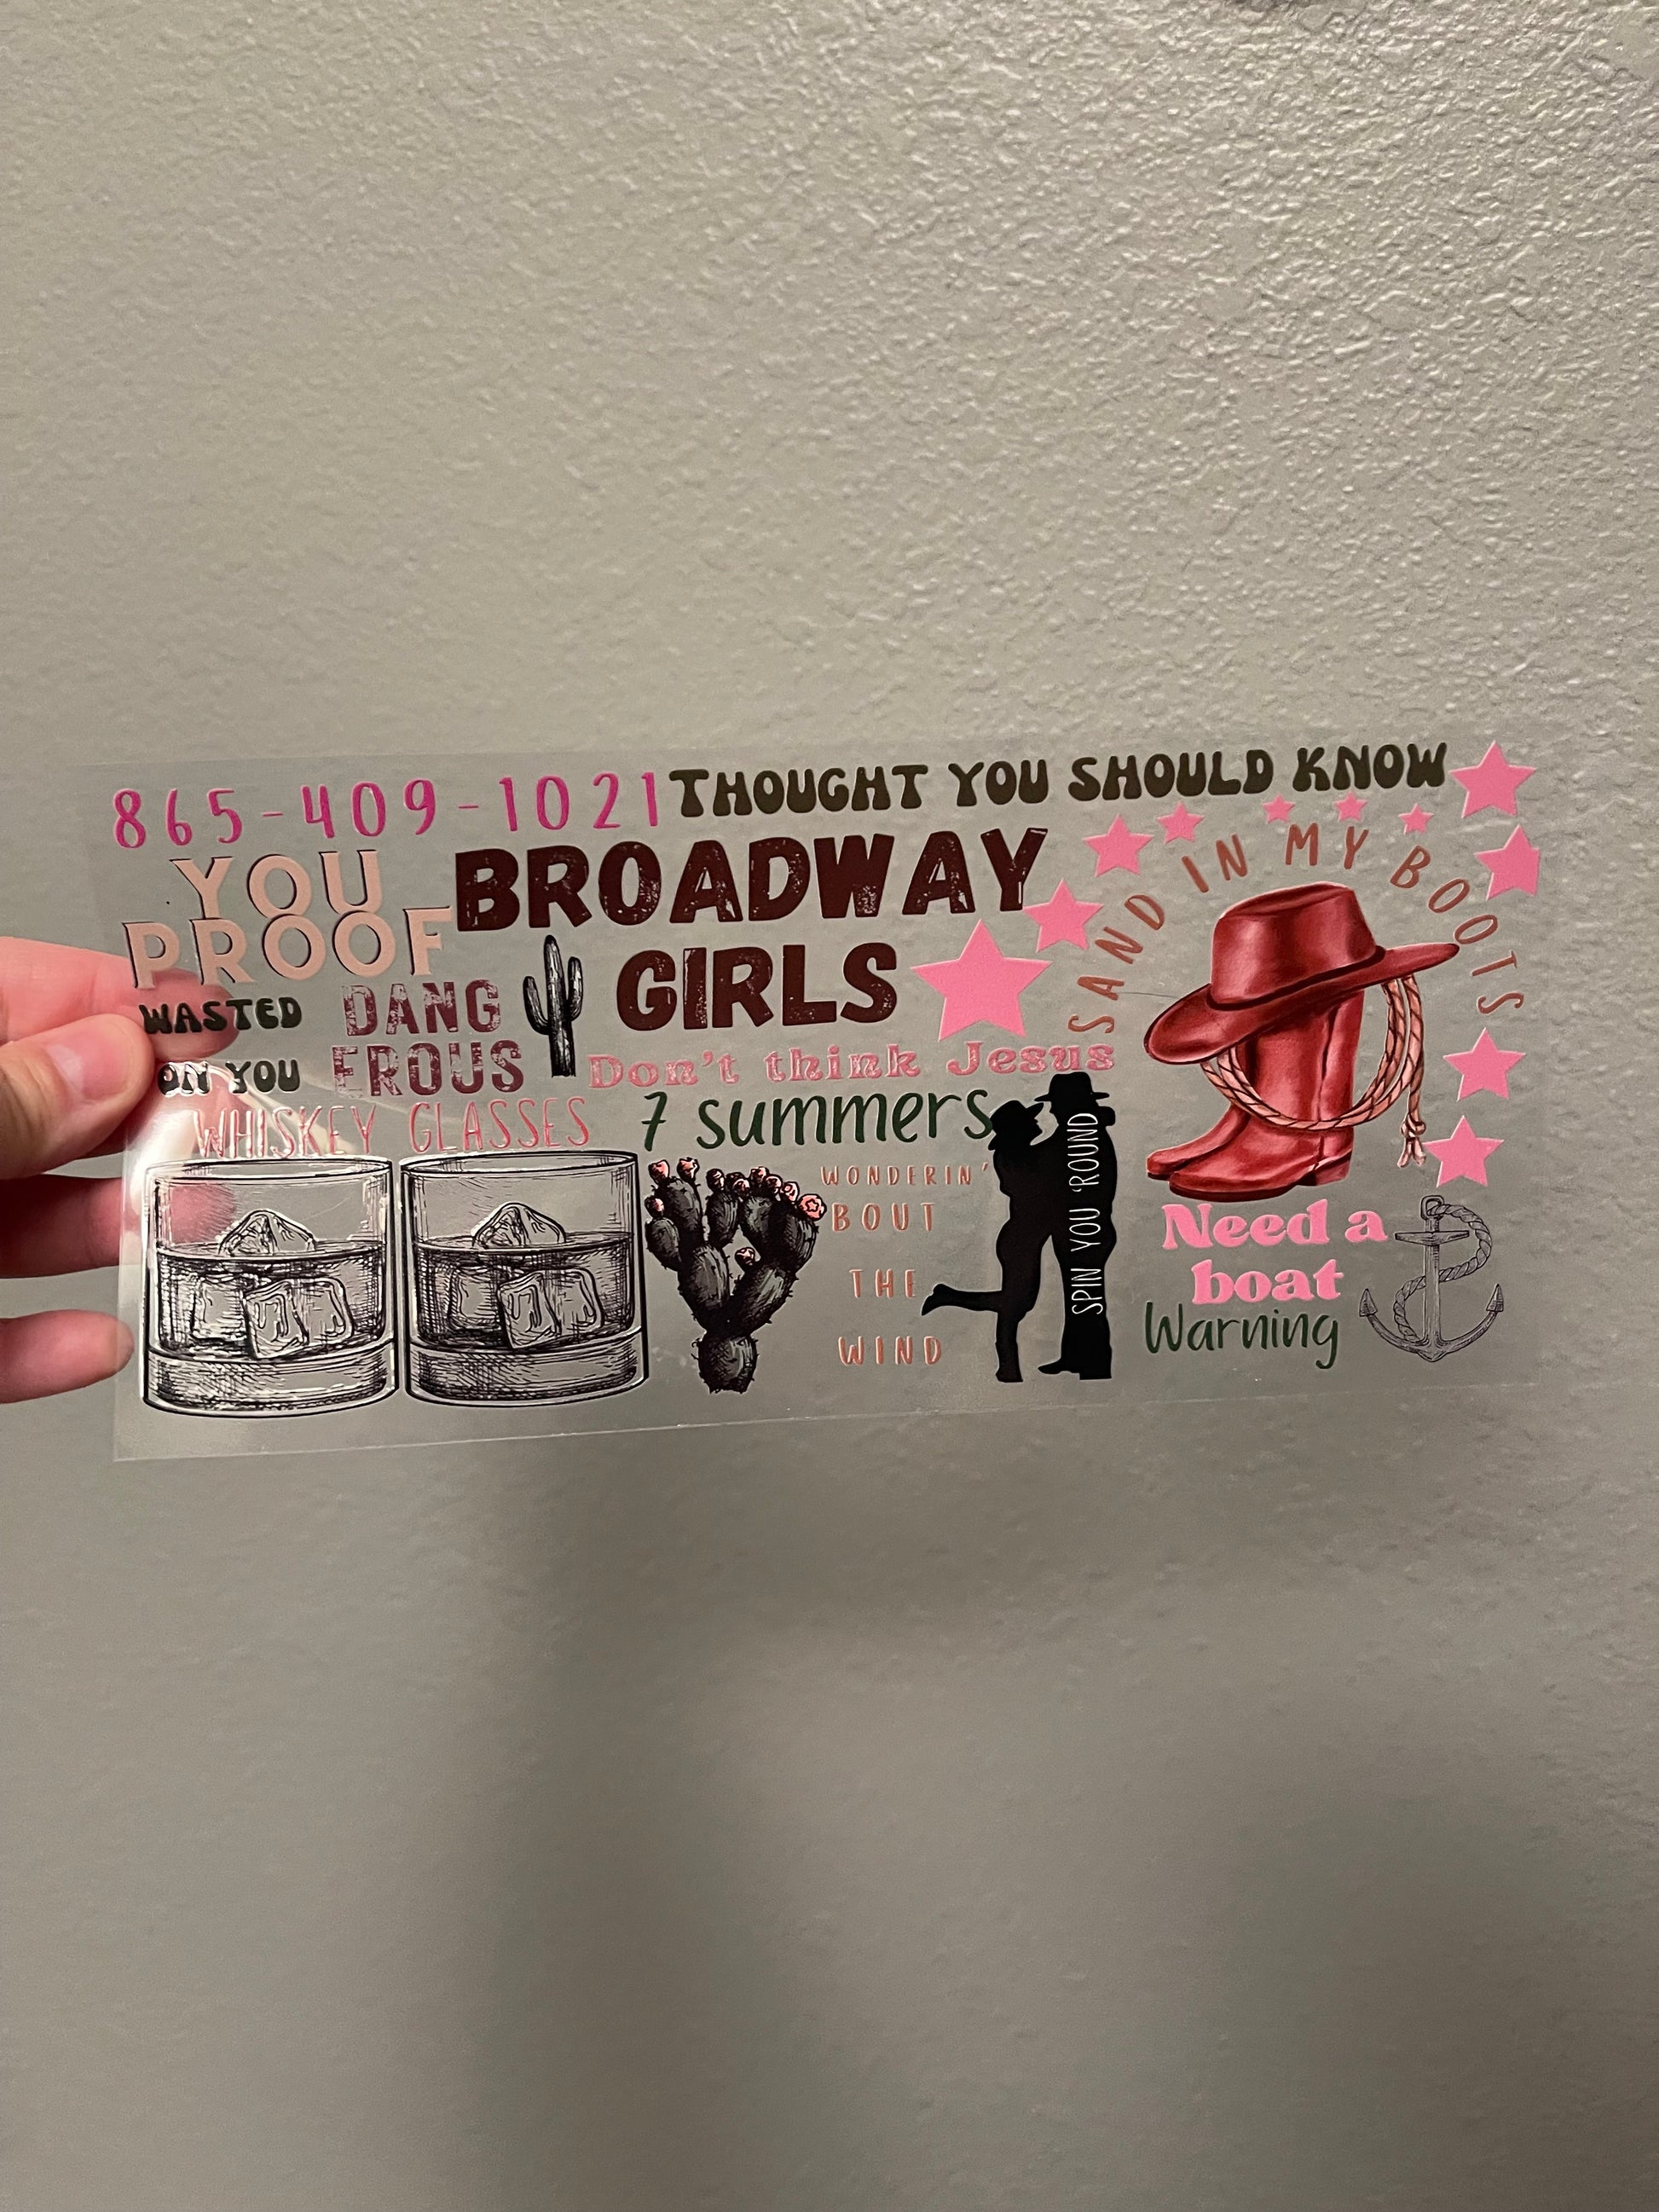 865-409-1021
THOUGHT YOU SHOULD KNOW
YOU
PROOF
BROADWAY
GIRLS
SAND IN MY BOOTS
WASTED
ON YOU
DANG
EROUS
Don't think Jesus
WHISKEY GLASSES
7 summers
WONDERIN'
BOUT
THE
WIND
SPIN YOU 'ROUND
Need a
boat
Warning